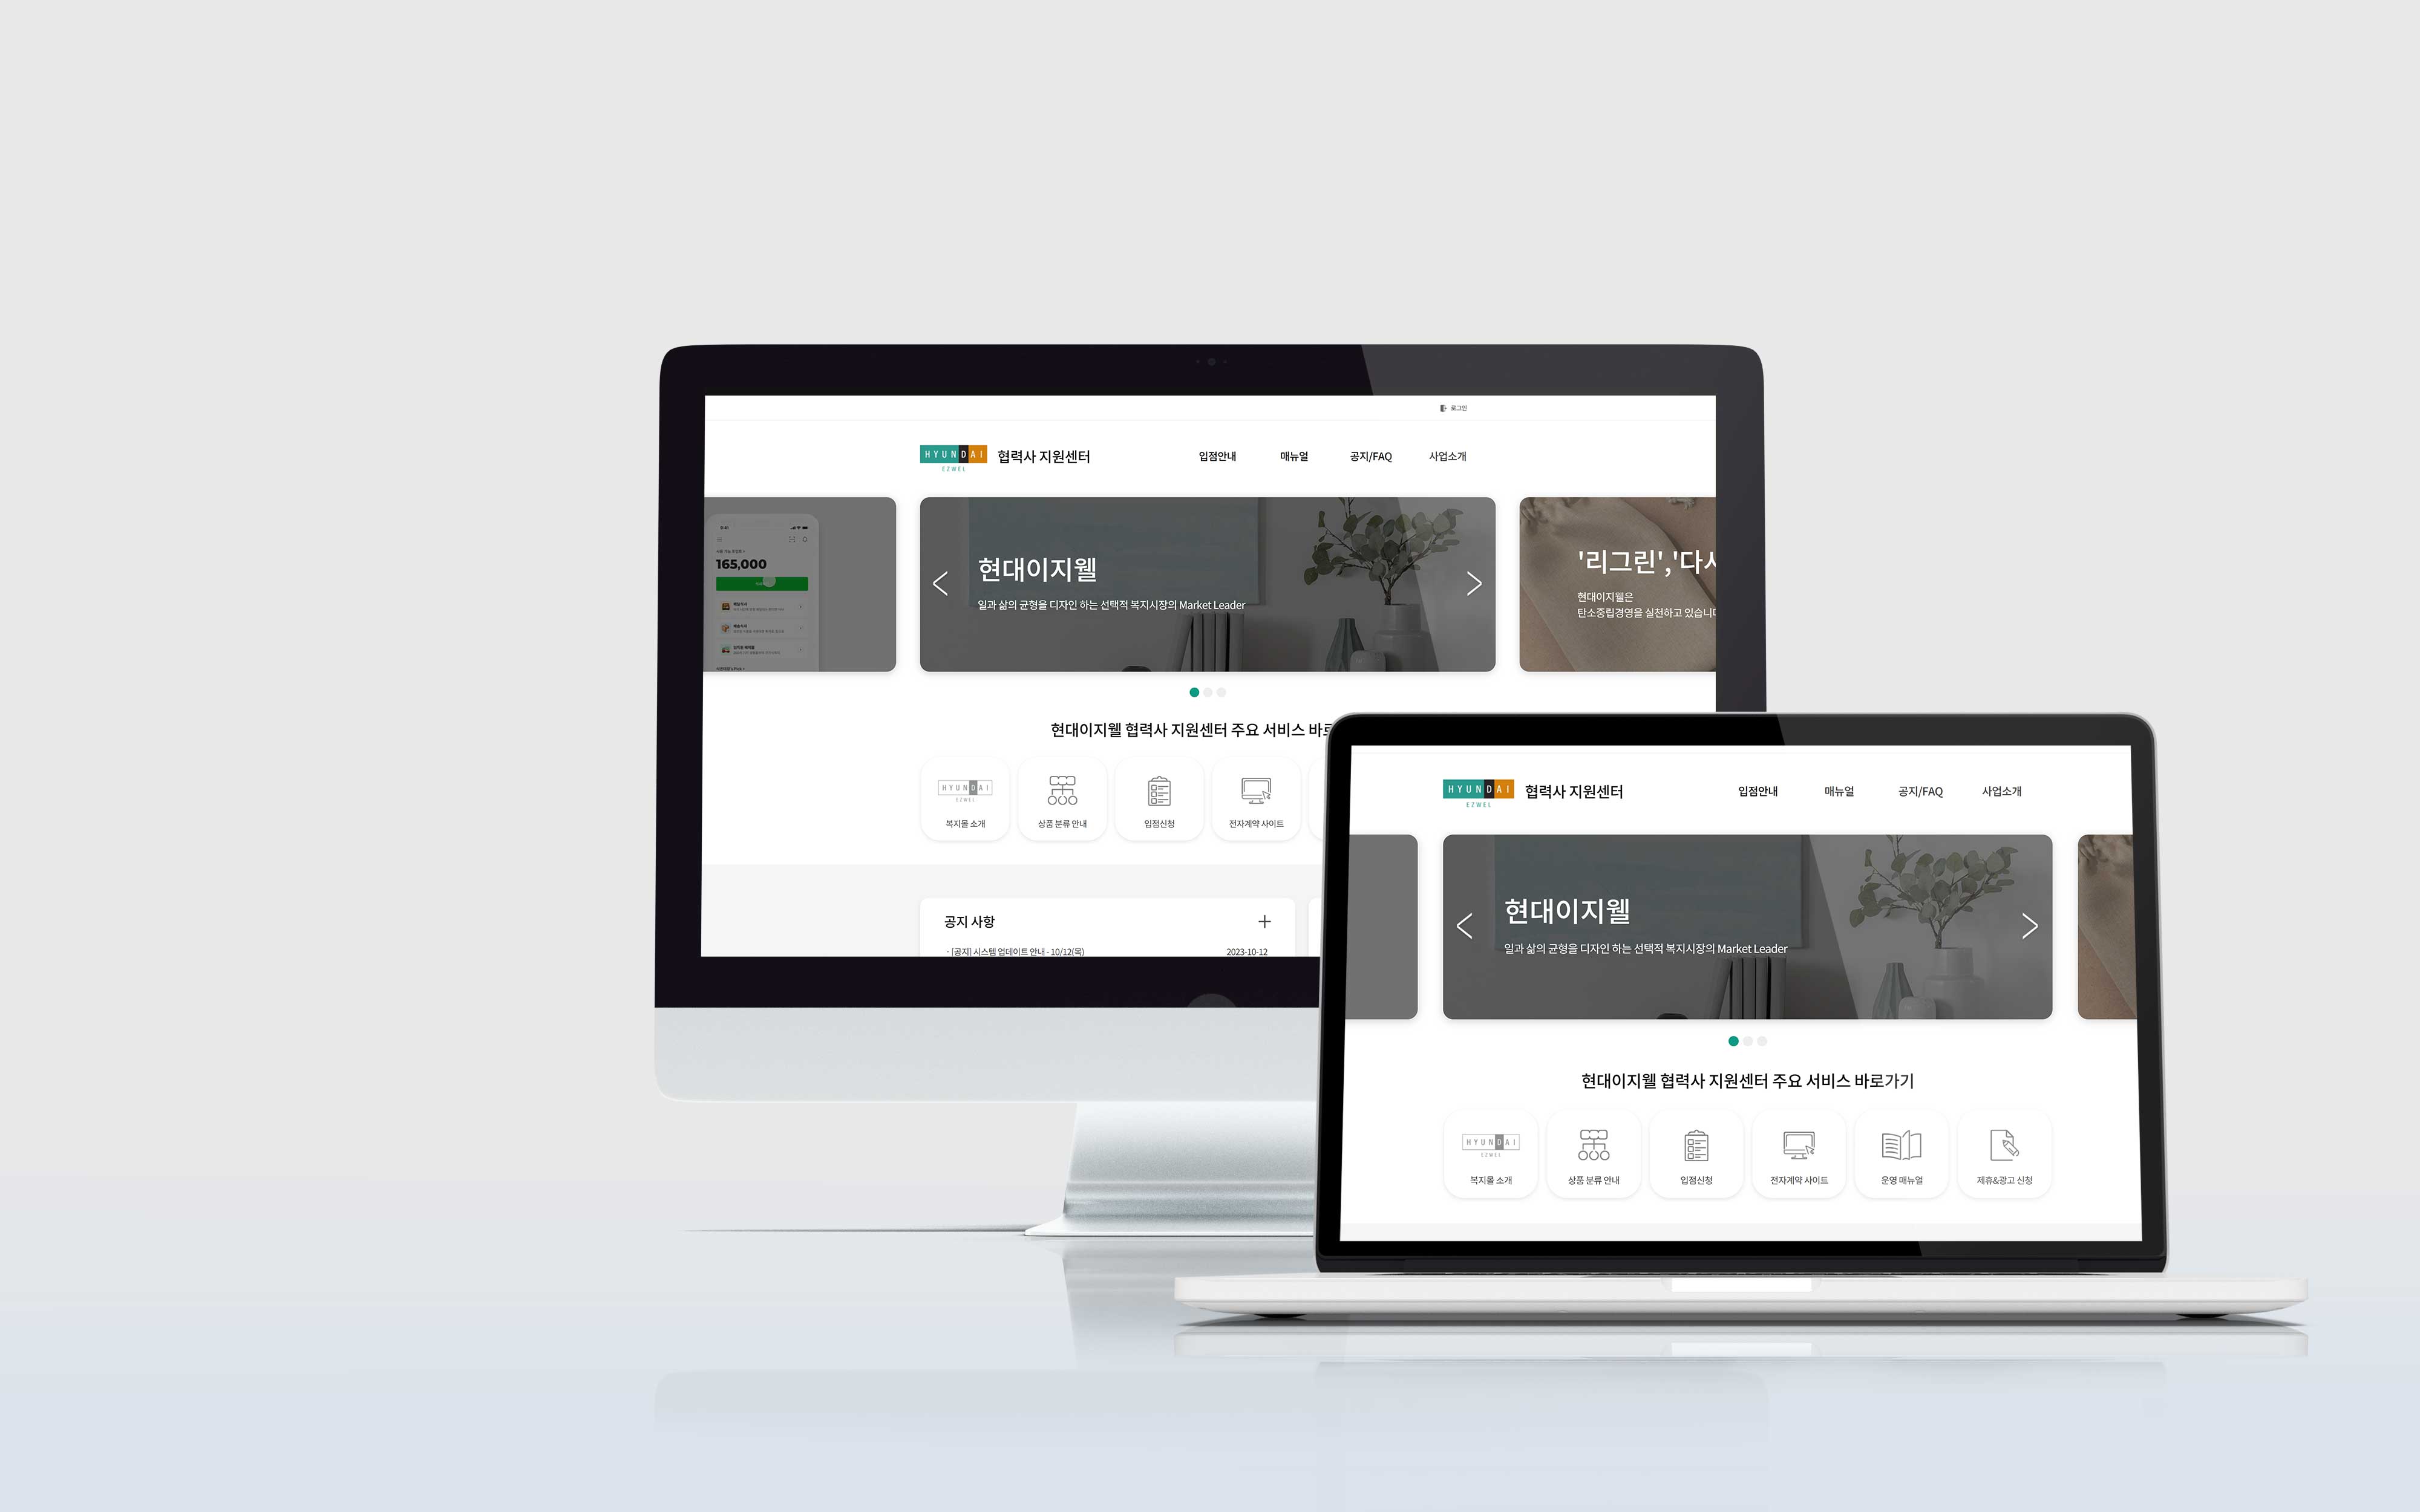 로그인
HYUNDAI
EZWEL
협력사 지원센터
입점안내
매뉴얼
공지/FAQ
사업소개
9:41
165,000
현대이지웰
일과 삶의 균형을 디자인 하는 선택적 복지시장의 Market Leader
'리그린','다시
현대이지웰은
탄소중립경영을 실천하고 있습니다
현대이지웰 협력사 지원센터 주요 서비스 바로
HYUNDAI
EZWEL
복지몰 소개
상품 분류 안내
입점신청
전자계약 사이트
공지 사항
· [공지] 시스템 업데이트 안내 - 10/12(목)
2023-10-12
HYUNDAI
EZWEL
협력사 지원센터
입점안내
매뉴얼
공지/FAQ
사업소개
현대이지웰
일과 삶의 균형을 디자인 하는 선택적 복지시장의 Market Leader
현대이지웰 협력사 지원센터 주요 서비스 바로가기
HYUNDAI
EZWEL
복지몰 소개
상품 분류 안내
입점신청
전자계약 사이트
운영 매뉴얼
제휴&광고 신청